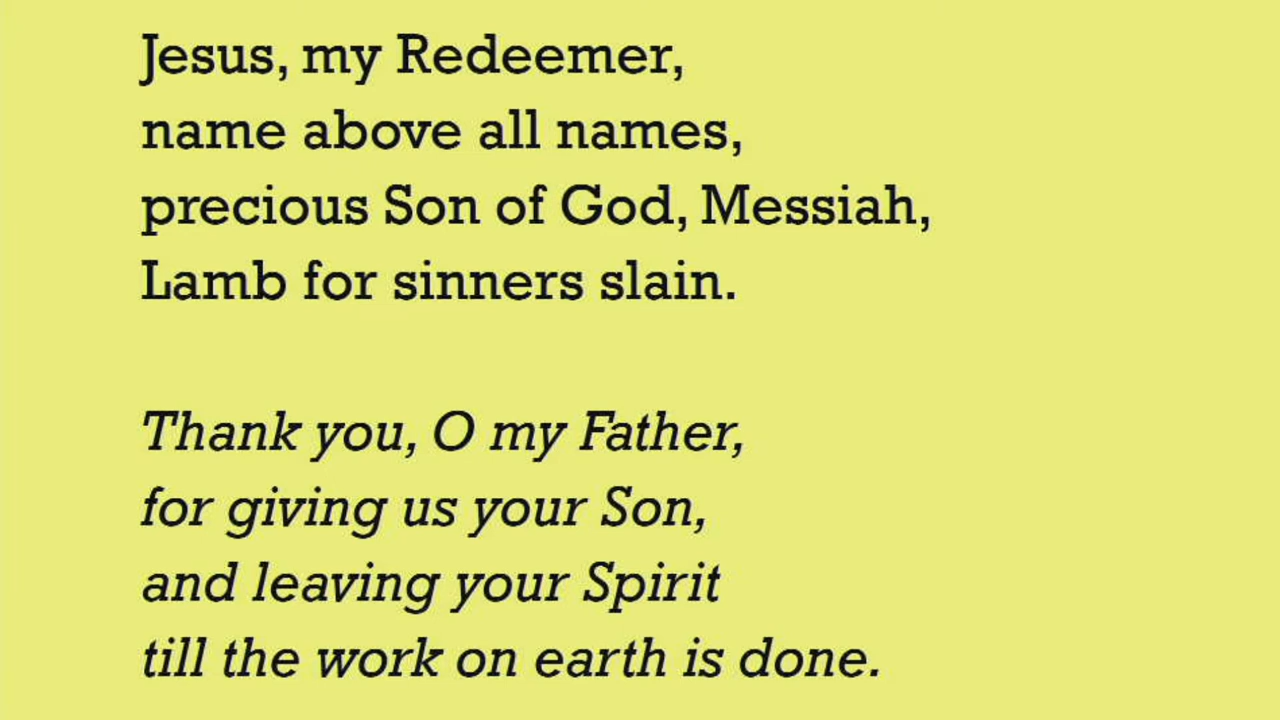 Jesus, my Redeemer,
name above all names,
precious Son of God, Messiah,
Lamb for sinners slain.
Thank you, O my Father,
for giving us your Son,
and leaving your Spirit
till the work on earth is done.